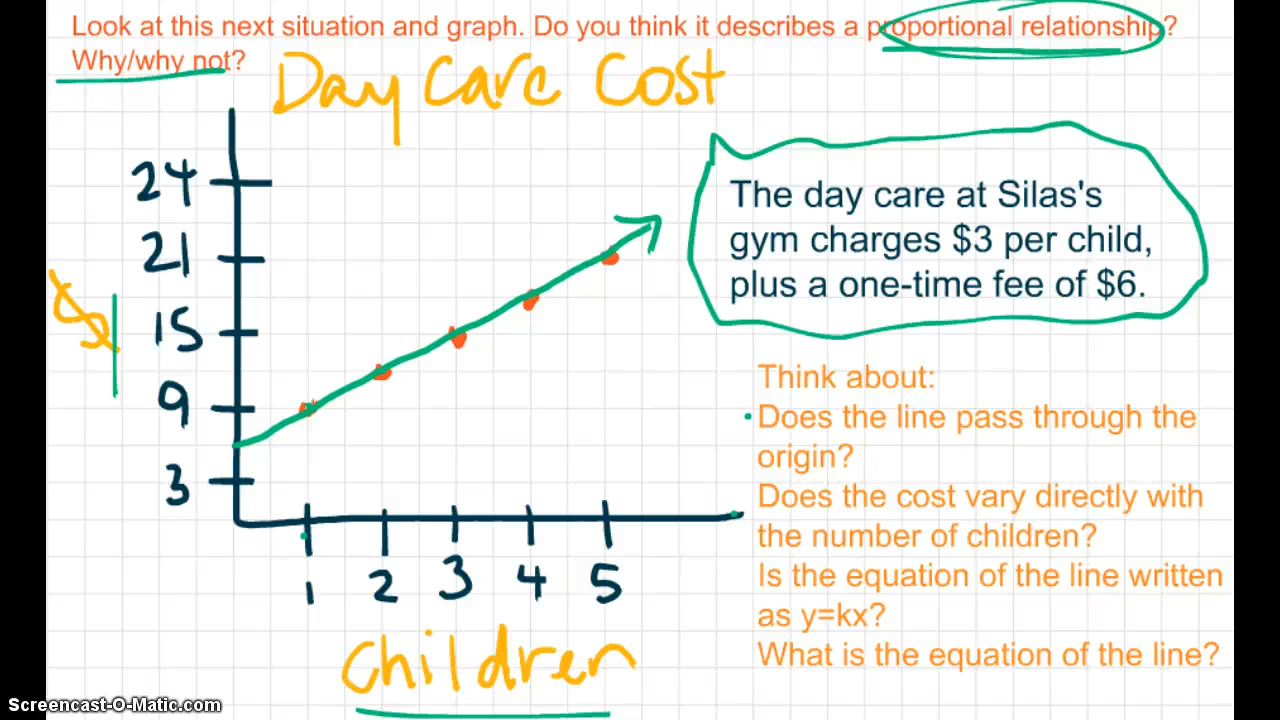 Look at this next situation and graph. Do you think it describes a proportional relationship?
Why/why not?
Day Care Cost
24
21
15
9
3
$
The day care at Silas's
gym charges $3 per child,
plus a one-time fee of $6.
Think about:
Does the line pass through the
origin?
Does the cost vary directly with
the number of children?
Is the equation of the line written
as y=kx?
What is the equation of the line?
1 2 3 4 5
Children
Screencast-O-Matic.com